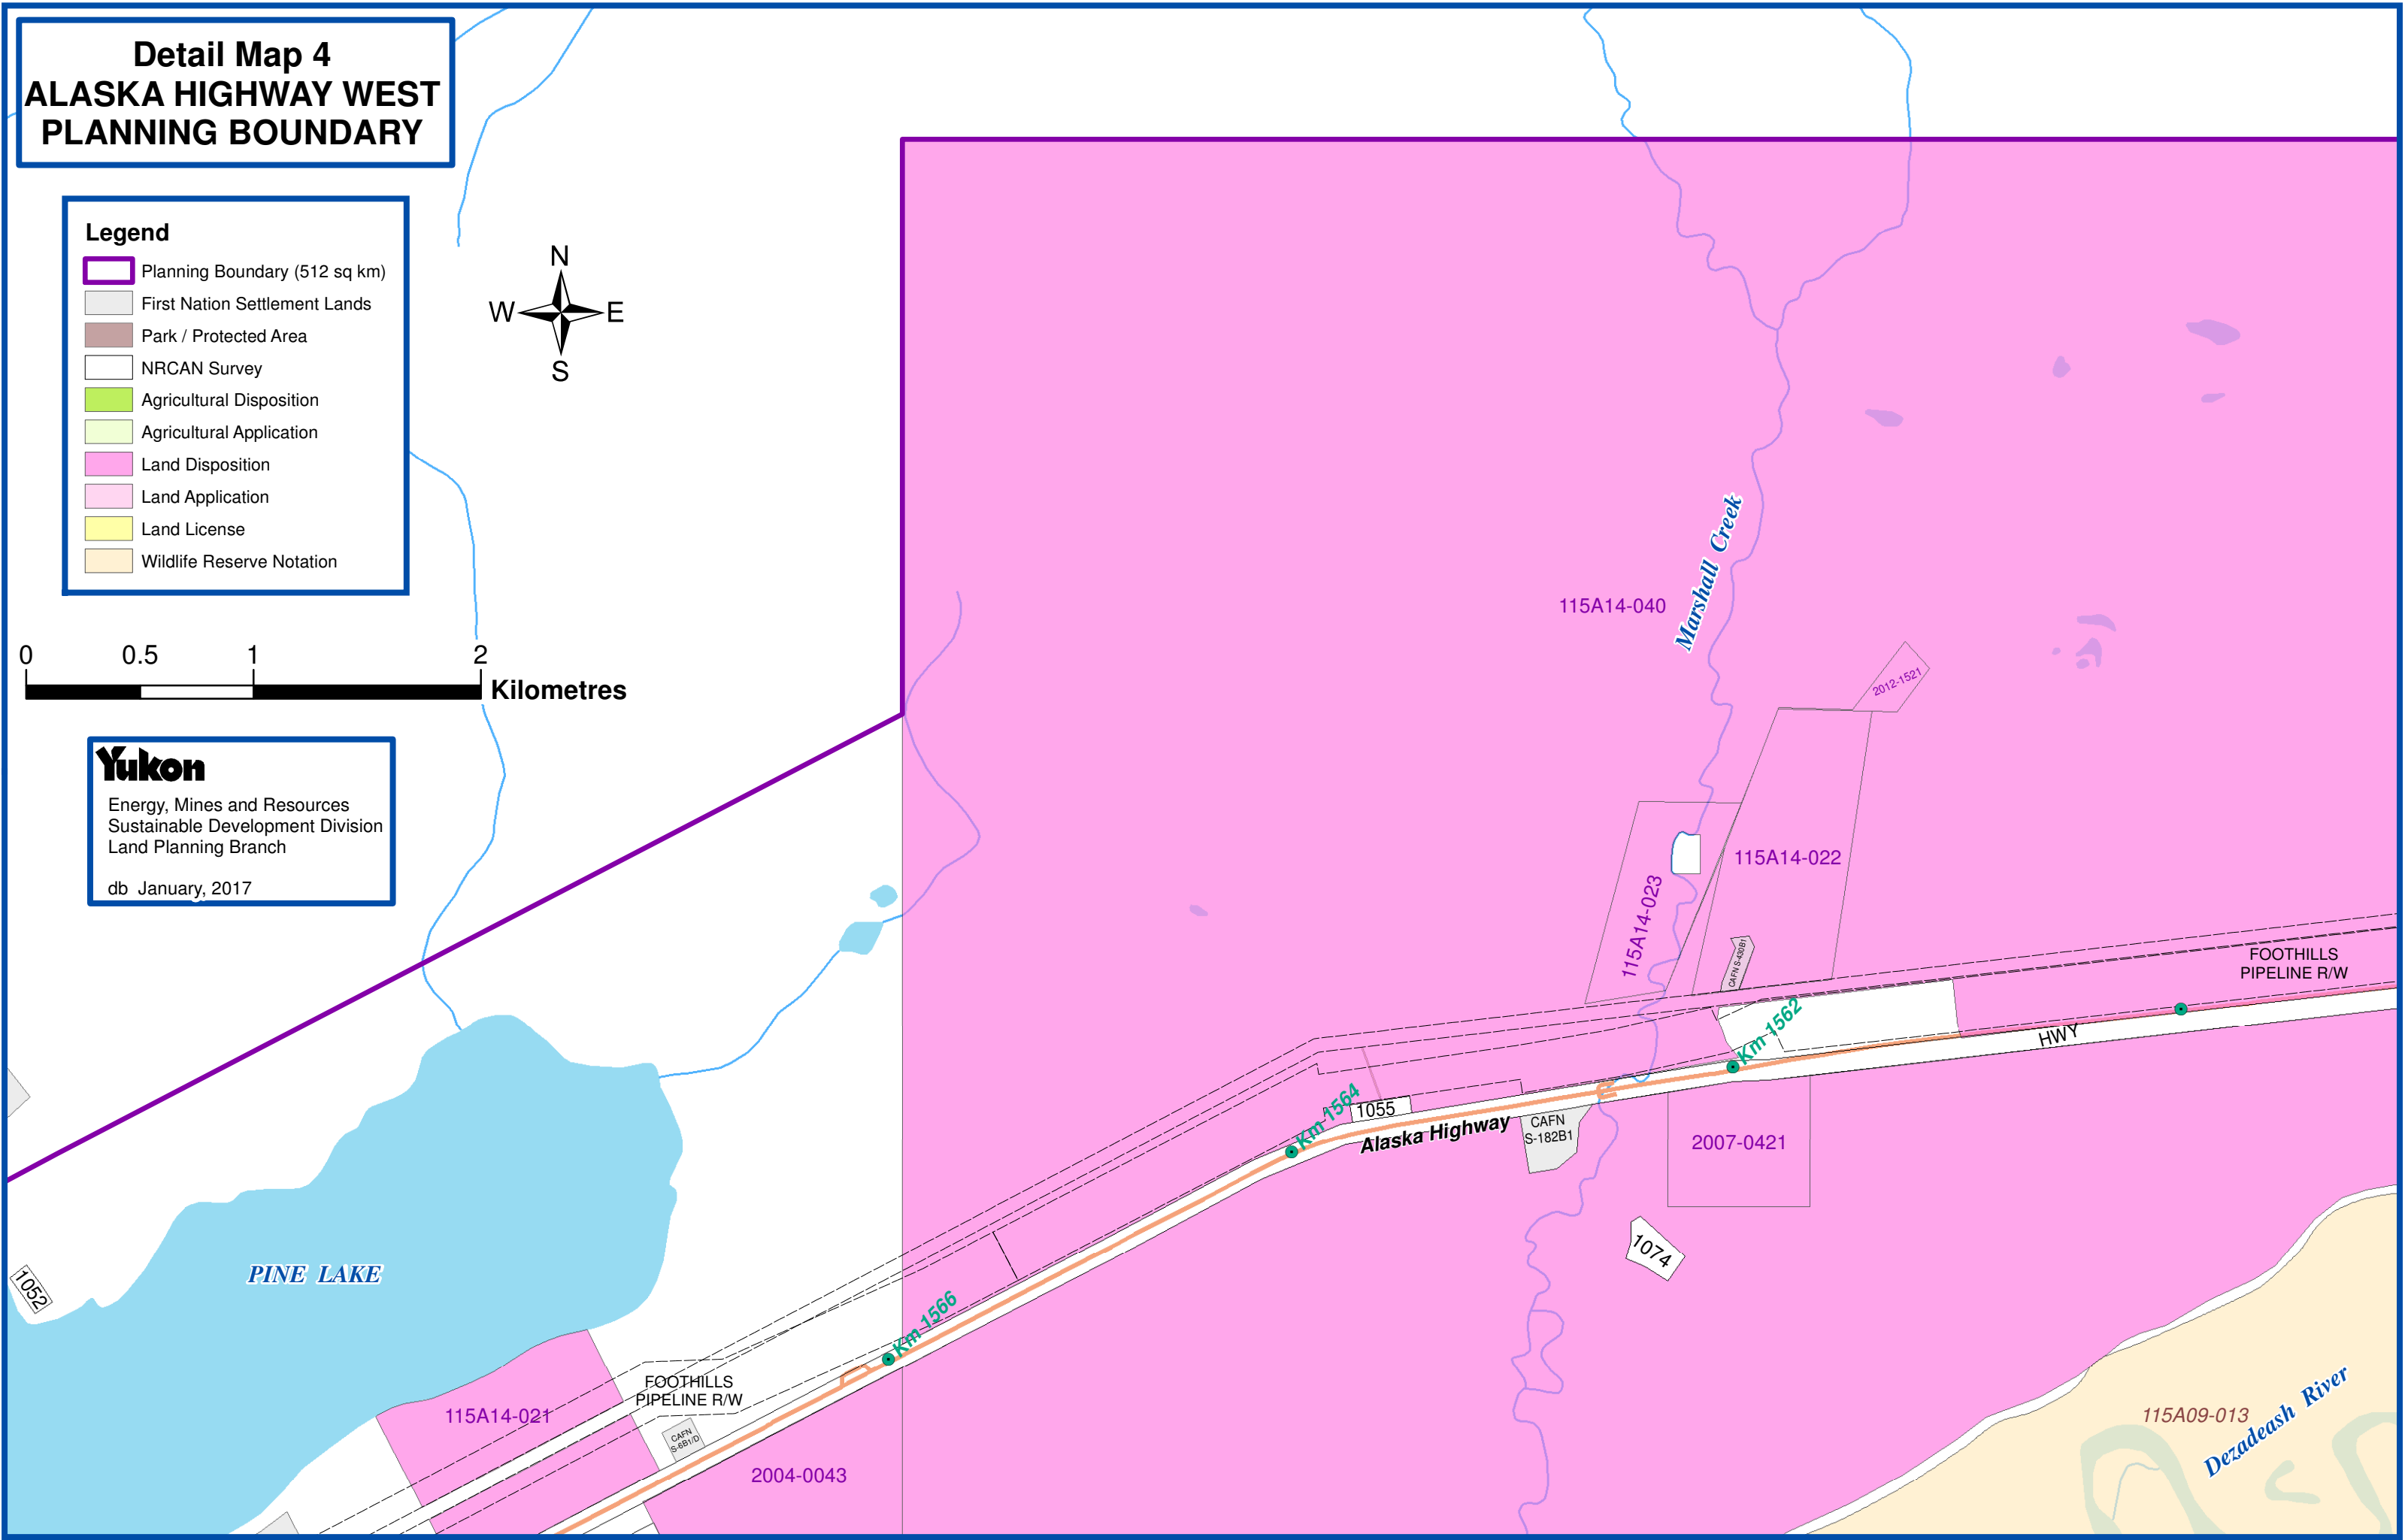 Detail Map 4
ALASKA HIGHWAY WEST
PLANNING BOUNDARY
Legend
Planning Boundary (512 sq km)
First Nation Settlement Lands
Park / Protected Area
NRCAN Survey
Agricultural Disposition
Agricultural Application
Land Disposition
Land Application
Land License
Wildlife Reserve Notation
N
W E
S
0 0.5 1 2
Kilometres
Yukon
Energy, Mines and Resources
Sustainable Development Division
Land Planning Branch
db January, 2017
115A14-040
Marshall Creek
2012-1521
115A14-022
115A14-023
CAFN S-430B1
FOOTHILLS
PIPELINE R/W
Km 1562
HWY
Km 1564
1055
Alaska Highway
CAFN
S-182B1
2007-0421
1074
PINE LAKE
1052
Km 1566
FOOTHILLS
PIPELINE R/W
115A14-021
CAFN
S-6B1/D
2004-0043
115A09-013
Dezadeash River